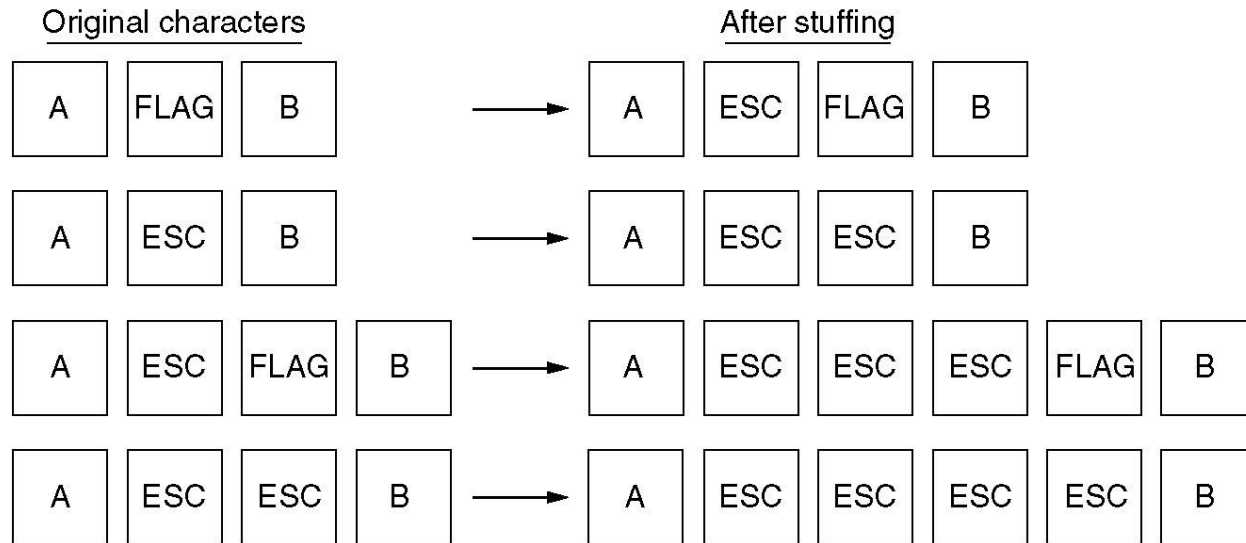 Original characters After stuffing
A FLAG B A ESC FLAG B
A ESC B A ESC ESC B
A ESC FLAG B A ESC ESC ESC FLAG B
A ESC ESC B A ESC ESC ESC ESC B